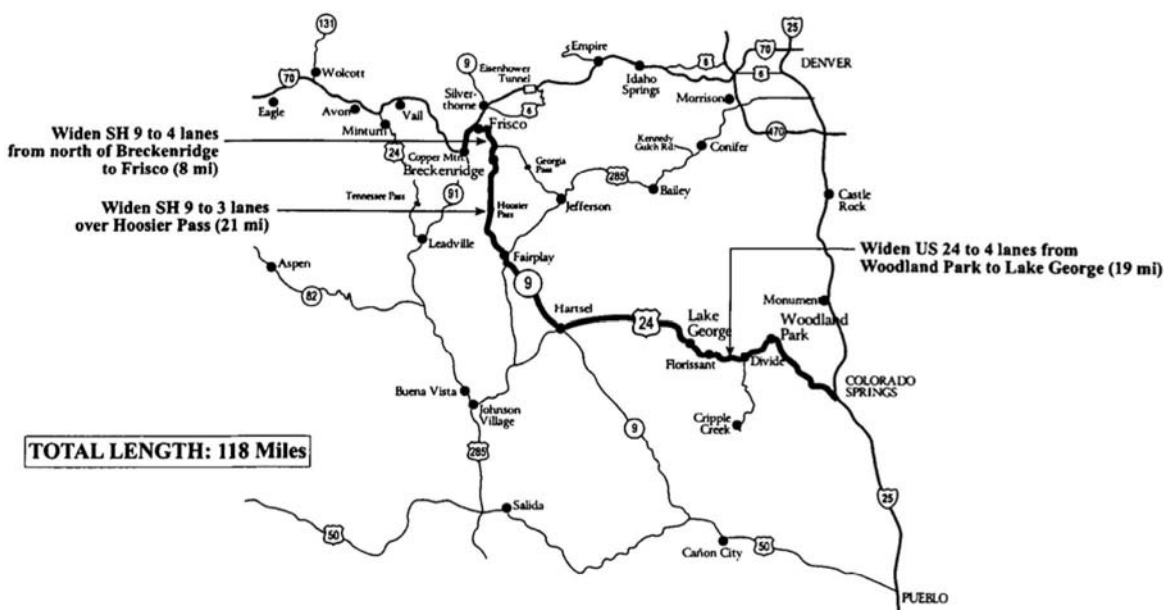 131
25
70
Wolcott
Empire
9
Eisenhower
Tunnel
6
70
6
DENVER
Idaho
Springs
Silver-
thorne
6
Eagle
Avon
Vail
Minturn
Morrison
Frisco
Widen SH 9 to 4 lanes
from north of Breckenridge
to Frisco (8 mi)
24
Copper Mtn.
Breckenridge
Georgia
Pass
Kennedy
Gulch Rd.
Conifer
470
285
Bailey
Tennessee Pass
91
Jefferson
Castle
Rock
Widen SH 9 to 3 lanes
over Hoosier Pass (21 mi)
Hoosier
Pass
Leadville
Fairplay
Widen US 24 to 4 lanes from
Woodland Park to Lake George (19 mi)
Aspen
82
9
Hartsel
24
Lake
George
Monumen
Woodland
Park
Florissant
Divide
COLORADO
SPRINGS
Buena Vista
Johnson
Village
Cripple
Creek
9
TOTAL LENGTH: 118 Miles
285
25
Salida
50
Cañon City
50
PUEBLO